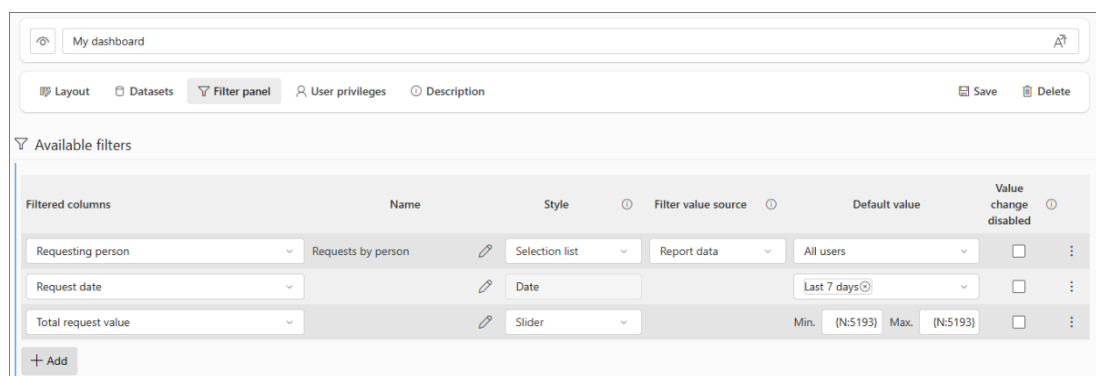 My dashboard
Layout Datasets Filter panel User privileges Description Save Delete
Available filters
Filtered columns Name Style Filter value source Default value Value change disabled
Requesting person Requests by person Selection list Report data All users
Request date Date Last 7 days
Total request value Slider Min. {N:5193} Max. {N:5193}
+ Add